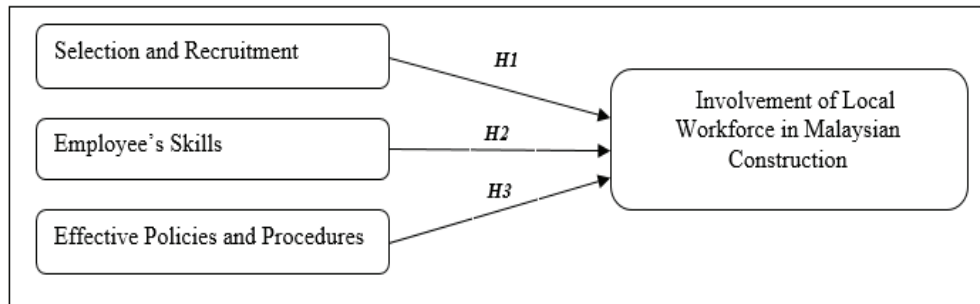 Selection and Recruitment
H1
Employee's Skills
H2
Effective Policies and Procedures
H3
Involvement of Local
Workforce in Malaysian
Construction